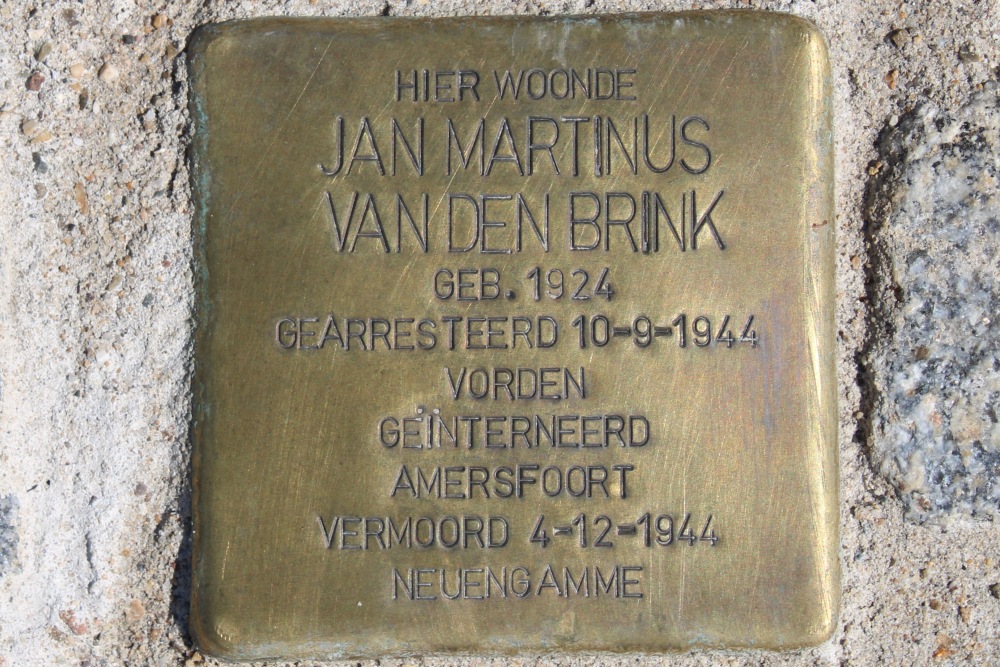 HIER WOONDE
JAN MARTINUS
VAN DEN BRINK
GEB. 1924
GEARRESTEERD 10-9-1944
VORDEN
GEÏNTERNEERD
AMERSFOORT
VERMOORD 4-12-1944
NEUENGAMME